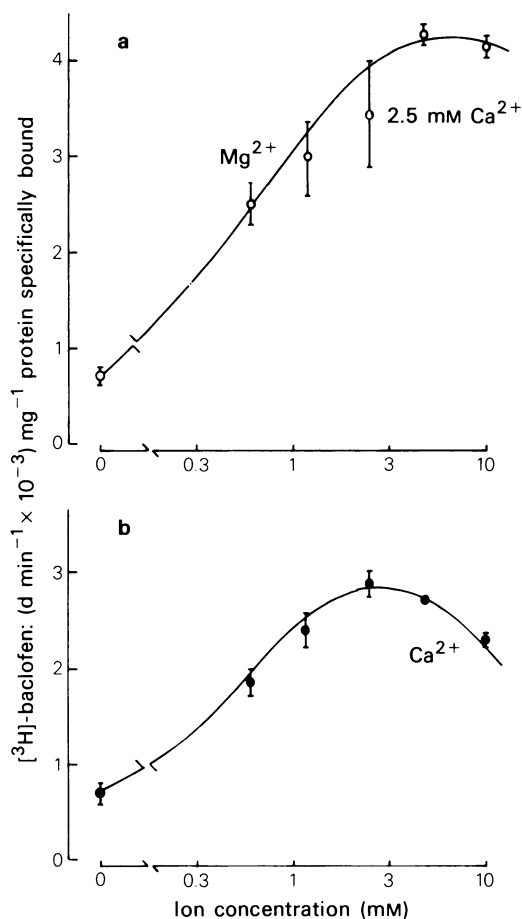 a
4
3
2
1
0
Mg²⁺
2.5 mM Ca²⁺
0 0.3 1 3 10
[³H]-baclofen: (d min⁻¹ × 10⁻³) mg⁻¹ protein specifically bound
b
3
2
1
0
Ca²⁺
0 0.3 1 3 10
Ion concentration (mM)